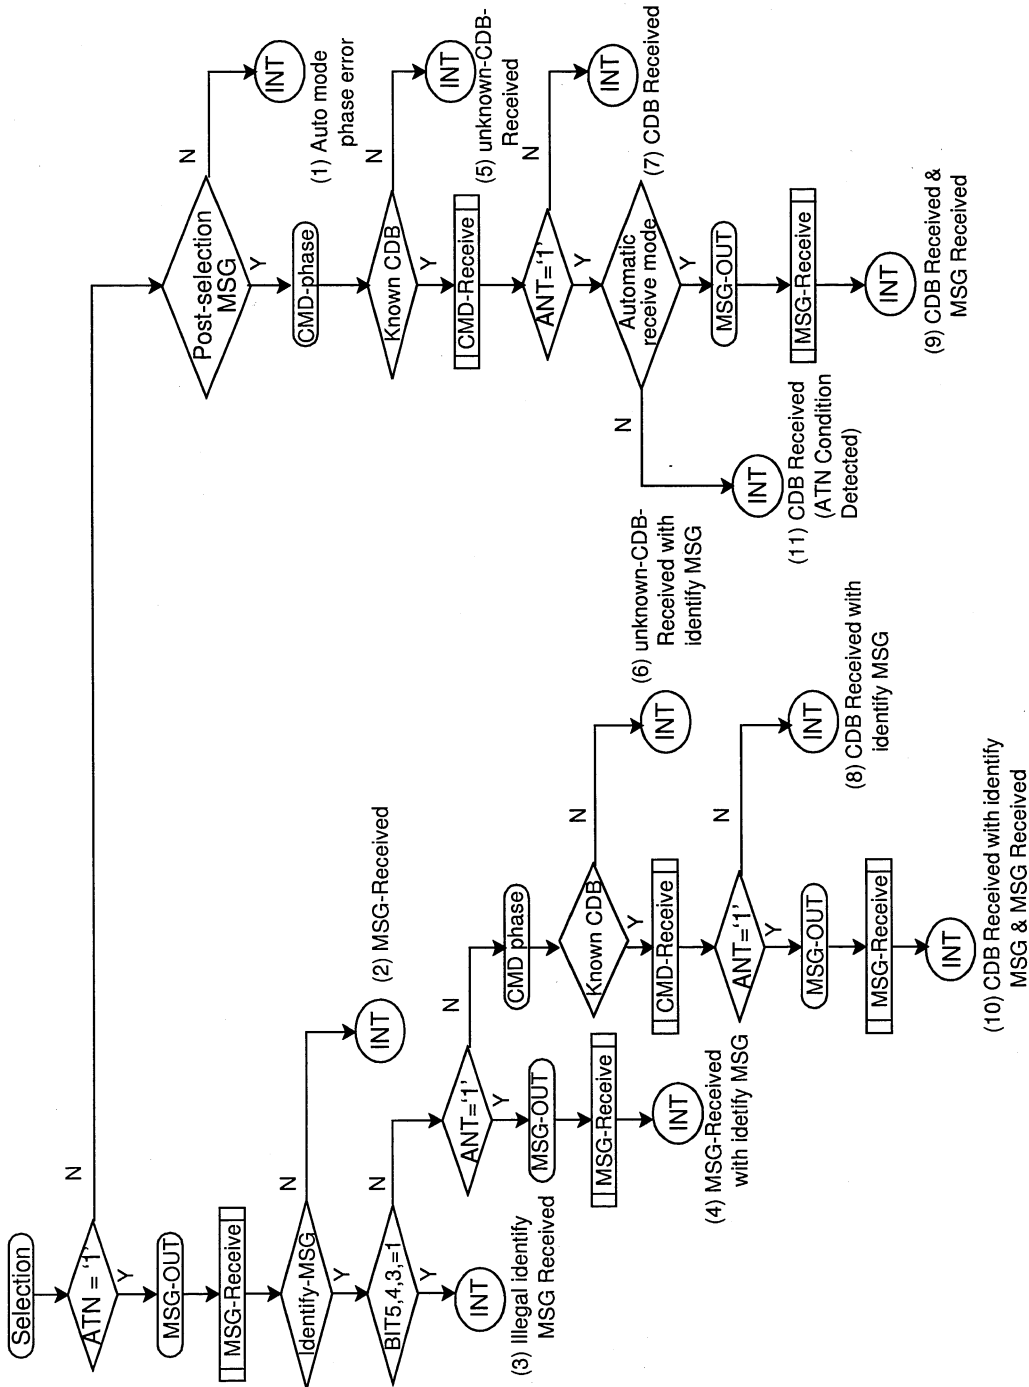 Selection
ATN = '1'
N
Y
MSG-OUT
MSG-Receive
Identify-MSG
N
Y
INT
(2) MSG-Received
BIT5,4,3,=1
N
Y
INT
(3) Illegal identify
MSG Received
ANT='1'
N
Y
MSG-OUT
MSG-Receive
INT
(4) MSG-Received
with idetify MSG
CMD phase
Known CDB
N
Y
INT
(6) unknown-CDB-
Received with
identify MSG
CMD-Receive
ANT='1'
N
Y
INT
(8) CDB Received with
identify MSG
MSG-OUT
MSG-Receive
INT
(10) CDB Received with identify
MSG & MSG Received
Post-selection
MSG
N
Y
INT
(1) Auto mode
phase error
CMD-phase
Known CDB
N
Y
INT
(5) unknown-CDB-
Received
CMD-Receive
ANT='1'
N
Y
INT
(7) CDB Received
Automatic
receive mode
N
Y
INT
(11) CDB Received
(ATN Condition
Detected)
MSG-OUT
MSG-Receive
INT
(9) CDB Received &
MSG Received